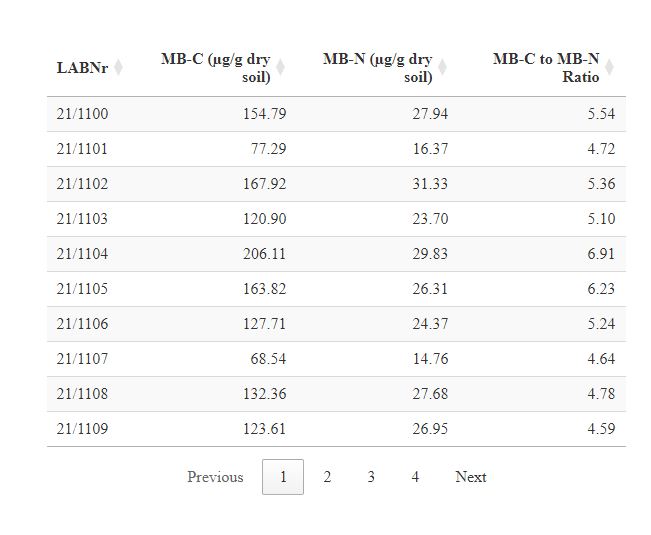 LABNr MB-C (µg/g dry soil) MB-N (µg/g dry soil) MB-C to MB-N Ratio
21/1100 154.79 27.94 5.54
21/1101 77.29 16.37 4.72
21/1102 167.92 31.33 5.36
21/1103 120.90 23.70 5.10
21/1104 206.11 29.83 6.91
21/1105 163.82 26.31 6.23
21/1106 127.71 24.37 5.24
21/1107 68.54 14.76 4.64
21/1108 132.36 27.68 4.78
21/1109 123.61 26.95 4.59
Previous 1 2 3 4 Next